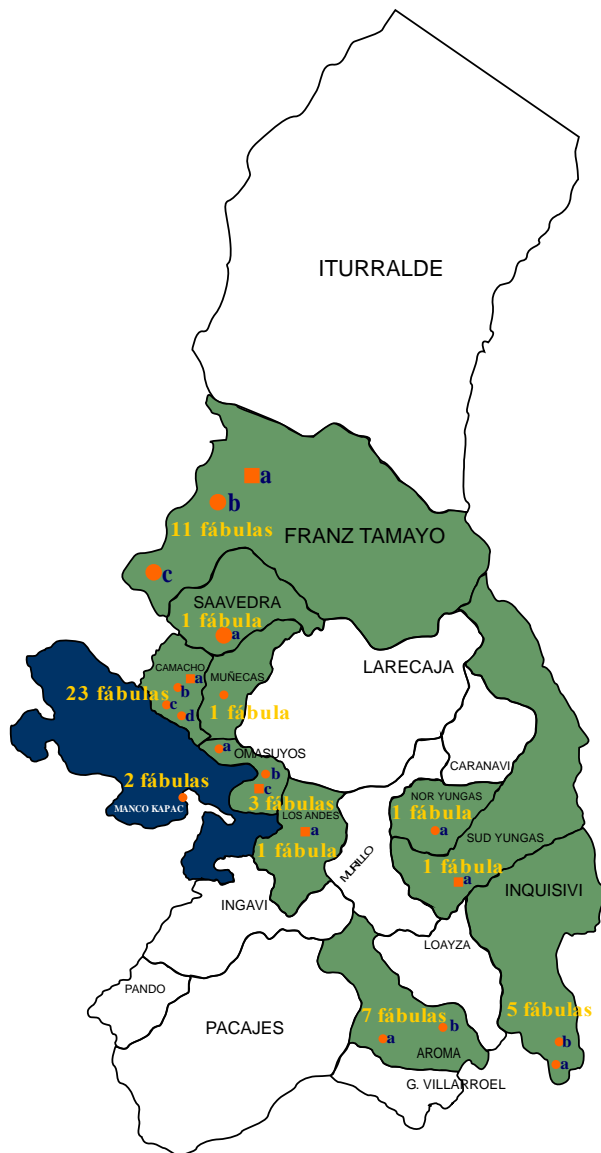 ITURRALDE
a
b
11 fábulas
FRANZ TAMAYO
c
SAAVEDRA
1 fábula
a
LARECAJA
CAMACHO
a
MUÑECAS
b
23 fábulas
c
d
1 fábula
a
OMASUYOS
b
c
3 fábulas
CARANAVI
2 fábulas
MANCO KAPAC
NOR YUNGAS
1 fábula
a
LOS ANDES
a
1 fábula
SUD YUNGAS
MURILLO
1 fábula
a
INQUISIVI
INGAVI
LOAYZA
PANDO
PACAJES
7 fábulas
b
a
AROMA
5 fábulas
b
a
G. VILLARROEL